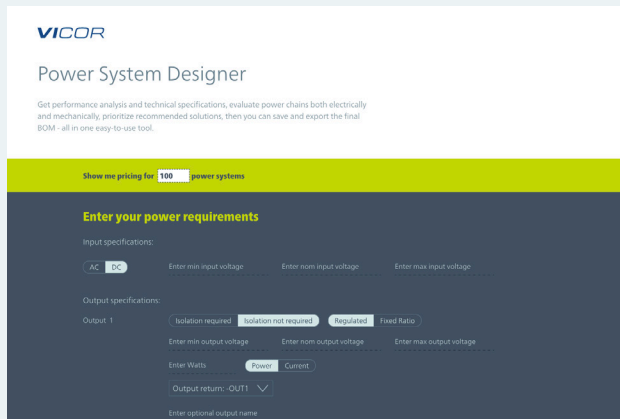 VICOR
Power System Designer
Get performance analysis and technical specifications, evaluate power chains both electrically
and mechanically, prioritize recommended solutions, then you can save and export the final
BOM - all in one easy-to-use tool.
Show me pricing for 100 power systems
Enter your power requirements
Input specifications:
AC DC Enter min input voltage Enter nom input voltage Enter max input voltage
Output specifications:
Output 1 Isolation required Isolation not required Regulated Fixed Ratio
Enter min output voltage Enter nom output voltage Enter max output voltage
Enter Watts Power Current
Output return: -OUT1
Enter optional output name